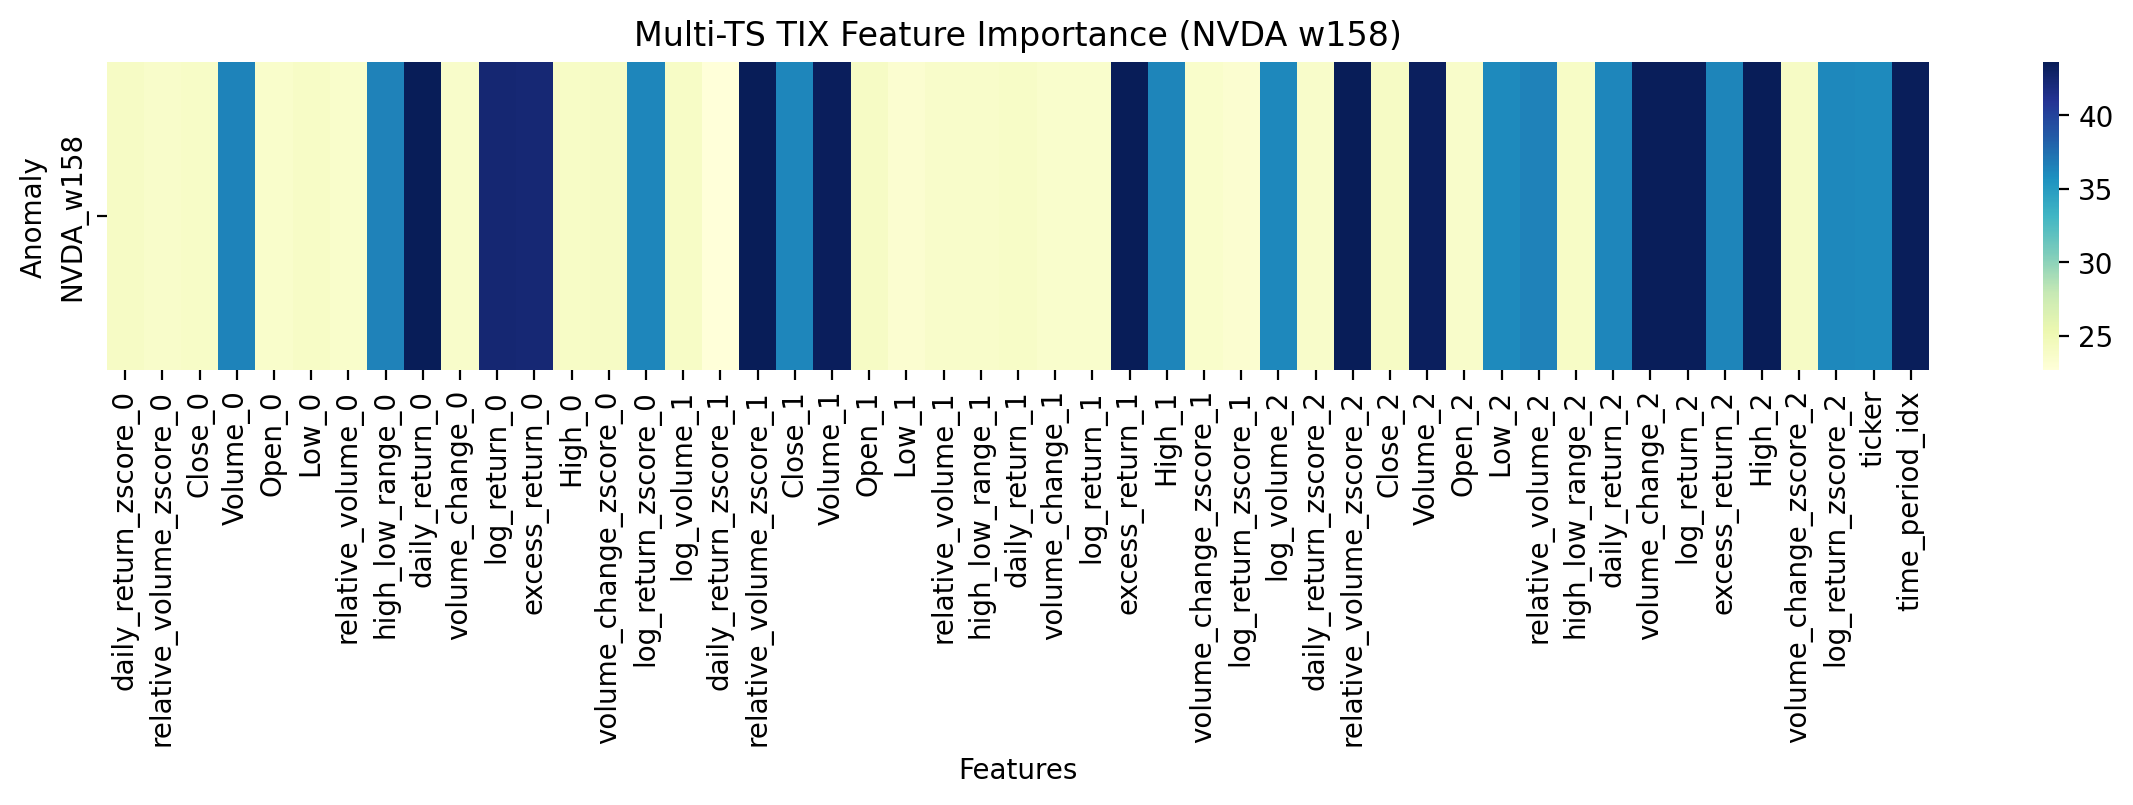 Multi-TS TIX Feature Importance (NVDA w158)
Anomaly
NVDA_w158
40
35
30
25
daily_return_zscore_0
relative_volume_zscore_0
Close_0
Volume_0
Open_0
Low_0
relative_volume_0
high_low_range_0
daily_return_0
volume_change_0
log_return_0
excess_return_0
High_0
volume_change_zscore_0
log_return_zscore_0
log_volume_1
daily_return_zscore_1
relative_volume_zscore_1
Close_1
Volume_1
Open_1
Low_1
relative_volume_1
high_low_range_1
daily_return_1
volume_change_1
log_return_1
excess_return_1
High_1
volume_change_zscore_1
log_return_zscore_1
log_volume_2
daily_return_zscore_2
relative_volume_zscore_2
Close_2
Volume_2
Open_2
Low_2
relative_volume_2
high_low_range_2
daily_return_2
volume_change_2
log_return_2
excess_return_2
High_2
volume_change_zscore_2
log_return_zscore_2
ticker
time_period_idx
Features